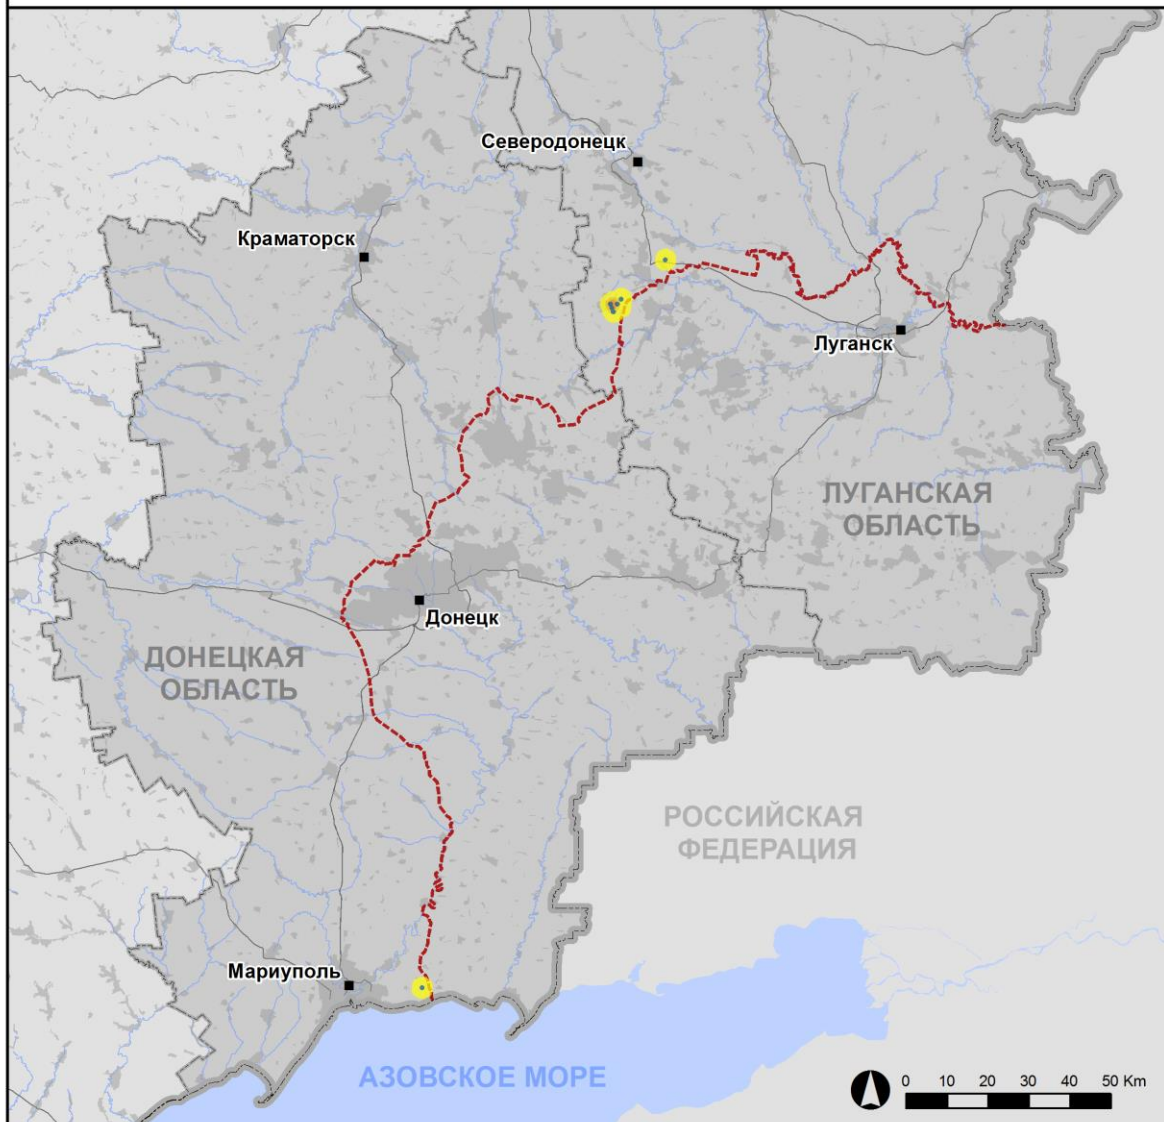 Северодонецк
Краматорск
Луганск
ЛУГАНСКАЯ
ОБЛАСТЬ
Донецк
ДОНЕЦКАЯ
ОБЛАСТЬ
РОССИЙСКАЯ
ФЕДЕРАЦИЯ
Мариуполь
АЗОВСКОЕ МОРЕ
0 10 20 30 40 50 Km